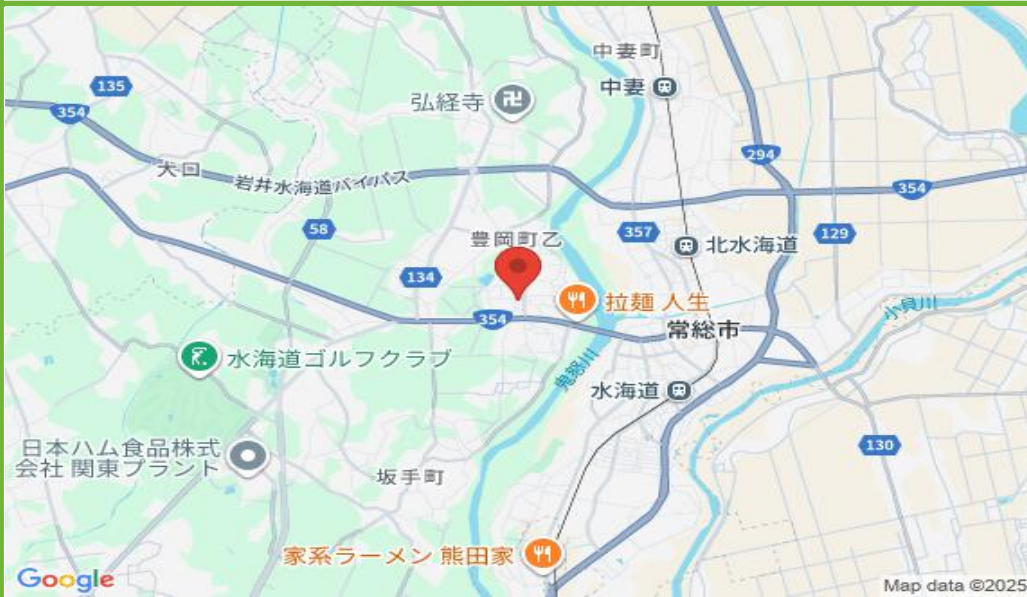 中妻町
135
中妻
弘経寺
卍
354
294
大口
岩井水海道バイパス
354
58
357
129
豊岡町乙
北水海道
134
拉麺 人生
小貝川
354
常総市
水海道ゴルフクラブ
鬼怒川
水海道
日本ハム食品株式
会社 関東プラント
130
坂手町
家系ラーメン 熊田家
Google
Map data ©2025